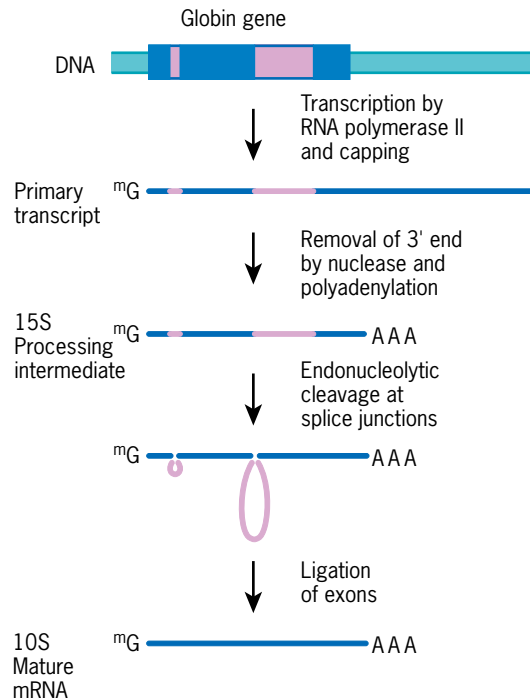 Globin gene
DNA
Transcription by
RNA polymerase II
and capping
Primary
transcript
mG
Removal of 3' end
by nuclease and
polyadenylation
15S
Processing
intermediate
mG
AAA
Endonucleolytic
cleavage at
splice junctions
mG
AAA
Ligation
of exons
10S
Mature
mRNA
mG
AAA